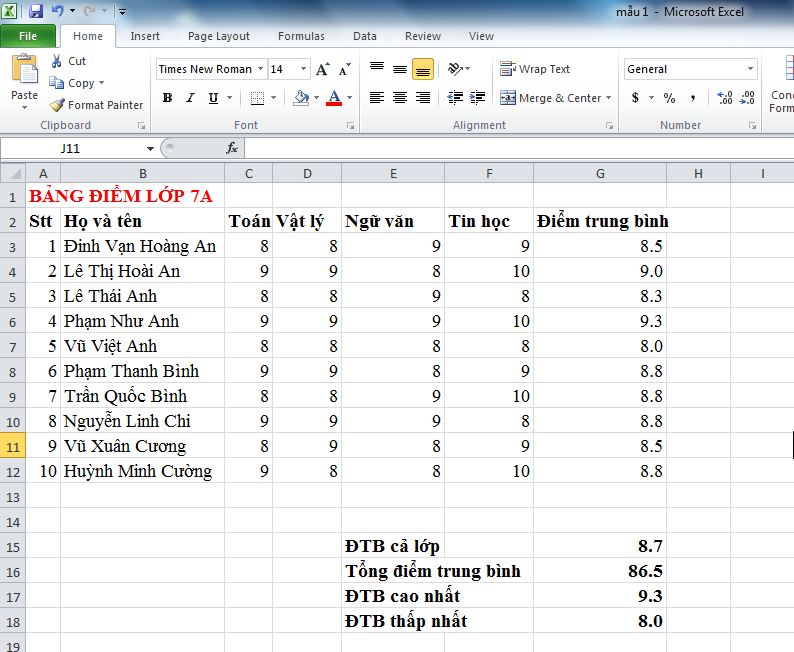 mẫu 1 - Microsoft Excel
File Home Insert Page Layout Formulas Data Review View
Paste Cut Copy Format Painter
Times New Roman 14 A A
B I U A
Wrap Text
Merge & Center
General
$ % , .0 .00 .00 .0
Clipboard Font Alignment Number
J11 fx
A B C D E F G H I
1 BẢNG ĐIỂM LỚP 7A
2 Stt Họ và tên Toán Vật lý Ngữ văn Tin học Điểm trung bình
3 1 Đinh Vạn Hoàng An 8 8 9 9 8.5
4 2 Lê Thị Hoài An 9 9 8 10 9.0
5 3 Lê Thái Anh 8 8 9 8 8.3
6 4 Phạm Như Anh 9 9 9 10 9.3
7 5 Vũ Việt Anh 8 8 8 8 8.0
8 6 Phạm Thanh Bình 9 9 8 9 8.8
9 7 Trần Quốc Bình 8 8 9 10 8.8
10 8 Nguyễn Linh Chi 9 9 9 8 8.8
11 9 Vũ Xuân Cương 8 9 8 9 8.5
12 10 Huỳnh Minh Cường 9 8 8 10 8.8
13
14
15 ĐTB cả lớp 8.7
16 Tổng điểm trung bình 86.5
17 ĐTB cao nhất 9.3
18 ĐTB thấp nhất 8.0
19